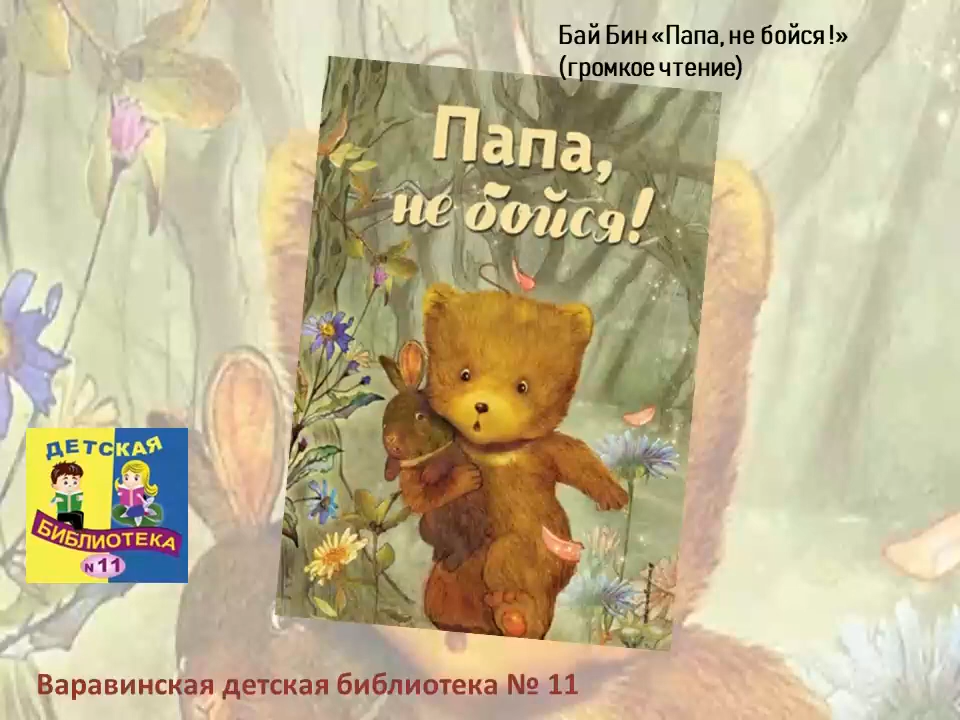 Бай Бин «Папа, не бойся!»
(громкое чтение)
Папа,
не бойся!
ДЕТСКАЯ
БИБЛИОТЕКА
№11
Варавинская детская библиотека № 11